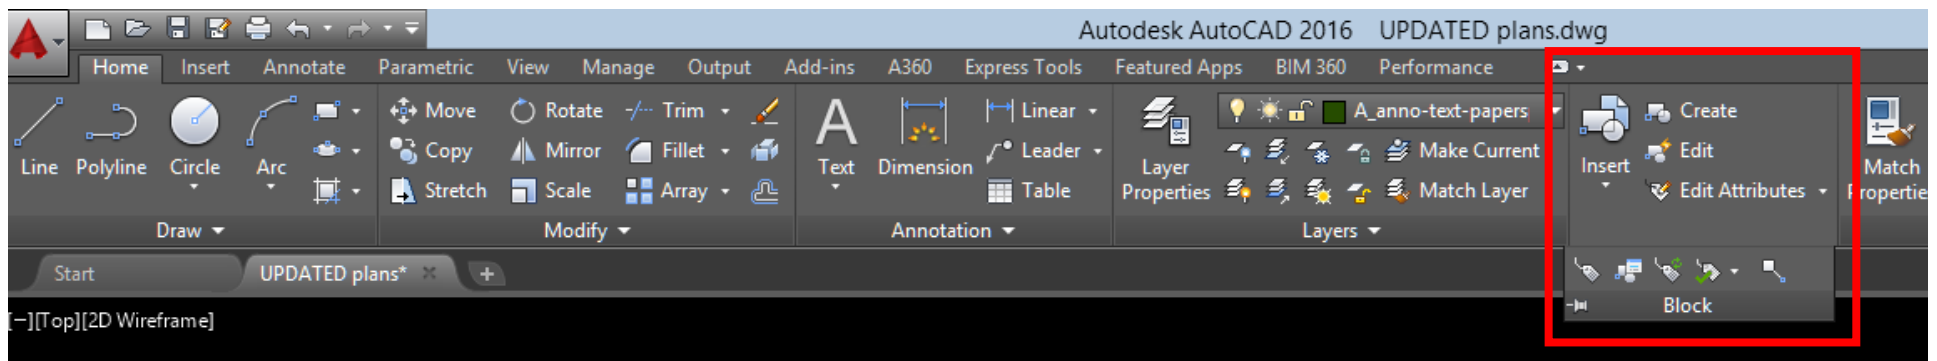 Autodesk AutoCAD 2016 UPDATED plans.dwg
Home Insert Annotate Parametric View Manage Output Add-ins A360 Express Tools Featured Apps BIM 360 Performance
Line Polyline Circle Arc
Draw
Move Rotate Trim
Copy Mirror Fillet
Stretch Scale Array
Modify
Text Dimension
Linear
Leader
Table
Annotation
Layer
Properties
A_anno-text-papers
Make Current
Match Layer
Layers
Insert
Create
Edit
Edit Attributes
Block
Match
Start UPDATED plans*
[−][Top][2D Wireframe]